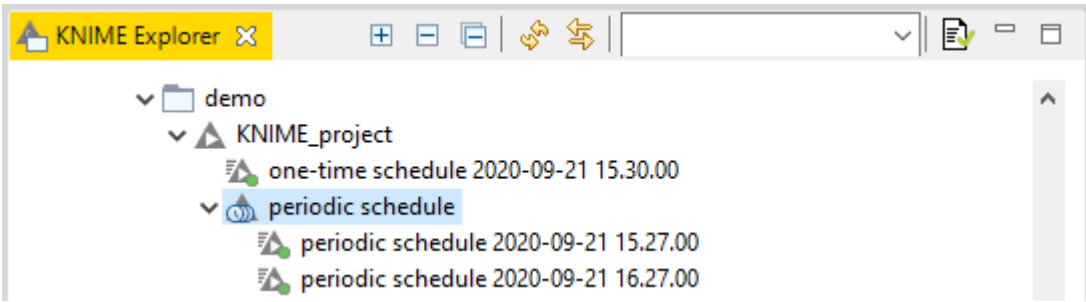 KNIME Explorer
demo
KNIME_project
one-time schedule 2020-09-21 15.30.00
periodic schedule
periodic schedule 2020-09-21 15.27.00
periodic schedule 2020-09-21 16.27.00